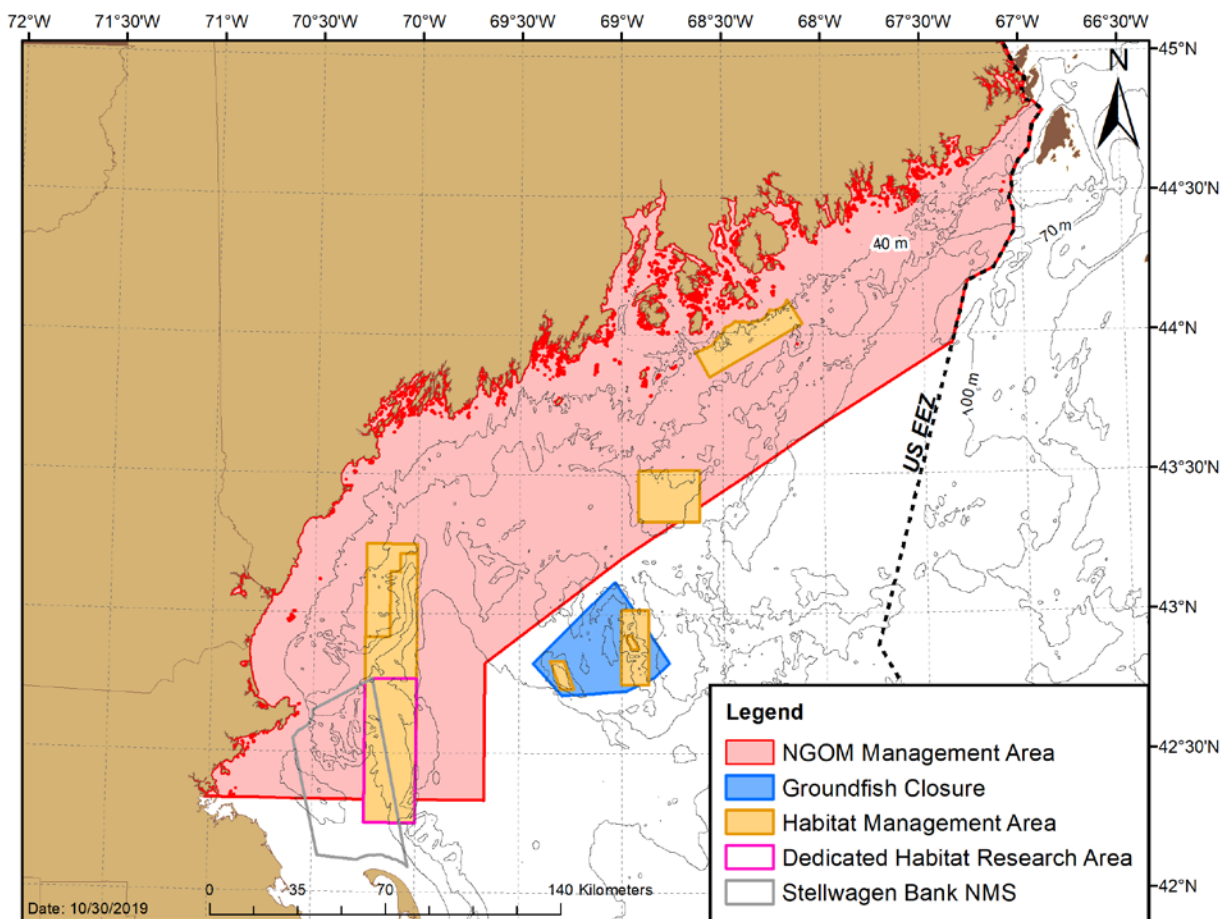 72°W 71°30'W 71°W 70°30'W 70°W 69°30'W 69°W 68°30'W 68°W 67°30'W 67°W 66°30'W
45°N
N
44°30'N
70 m
40 m
44°N
100 m
US EEZ
43°30'N
43°N
Legend
NGOM Management Area
42°30'N
Groundfish Closure
Habitat Management Area
Dedicated Habitat Research Area
Stellwagen Bank NMS
42°N
0 35 70 140 Kilometers
Date: 10/30/2019